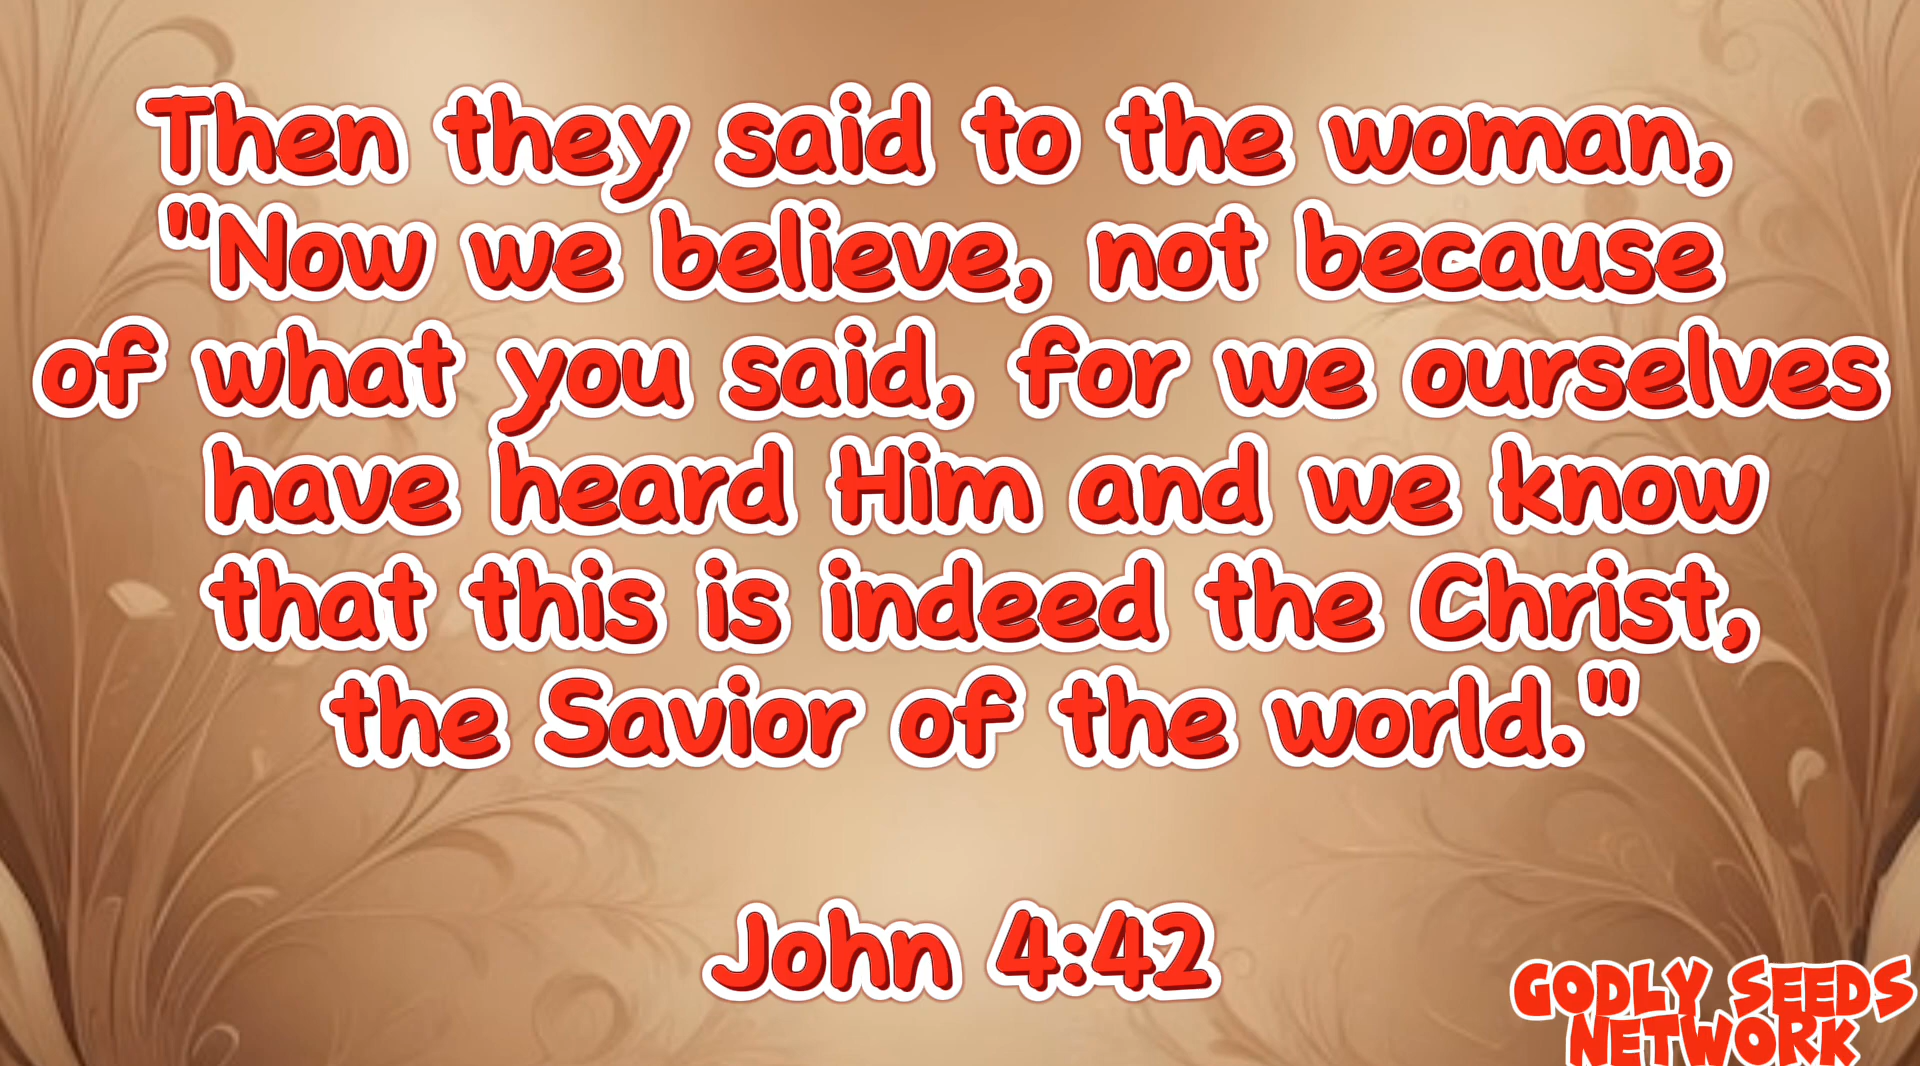 Then they said to the woman,
"Now we believe, not because
of what you said, for we ourselves
have heard Him and we know
that this is indeed the Christ,
the Savior of the world."
John 4:42
GODLY SEEDS
NETWORK